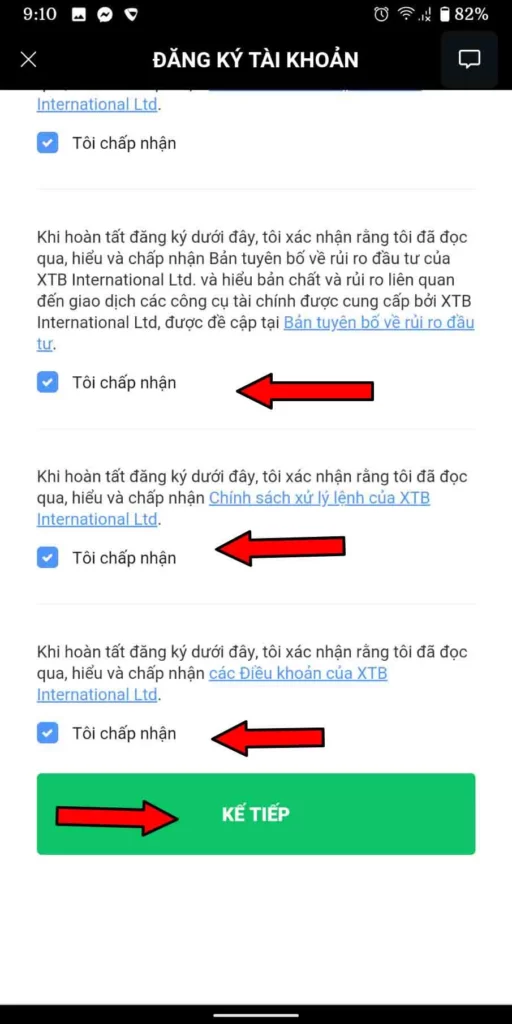 9:10
82%
ĐĂNG KÝ TÀI KHOẢN
International Ltd.
Tôi chấp nhận
Khi hoàn tất đăng ký dưới đây, tôi xác nhận rằng tôi đã đọc
qua, hiểu và chấp nhận Bản tuyên bố về rủi ro đầu tư của
XTB International Ltd. và hiểu bản chất và rủi ro liên quan
đến giao dịch các công cụ tài chính được cung cấp bởi XTB
International Ltd, được đề cập tại Bản tuyên bố về rủi ro đầu
tư.
Tôi chấp nhận
Khi hoàn tất đăng ký dưới đây, tôi xác nhận rằng tôi đã đọc
qua, hiểu và chấp nhận Chính sách xử lý lệnh của XTB
International Ltd.
Tôi chấp nhận
Khi hoàn tất đăng ký dưới đây, tôi xác nhận rằng tôi đã đọc
qua, hiểu và chấp nhận các Điều khoản của XTB
International Ltd.
Tôi chấp nhận
KẾ TIẾP